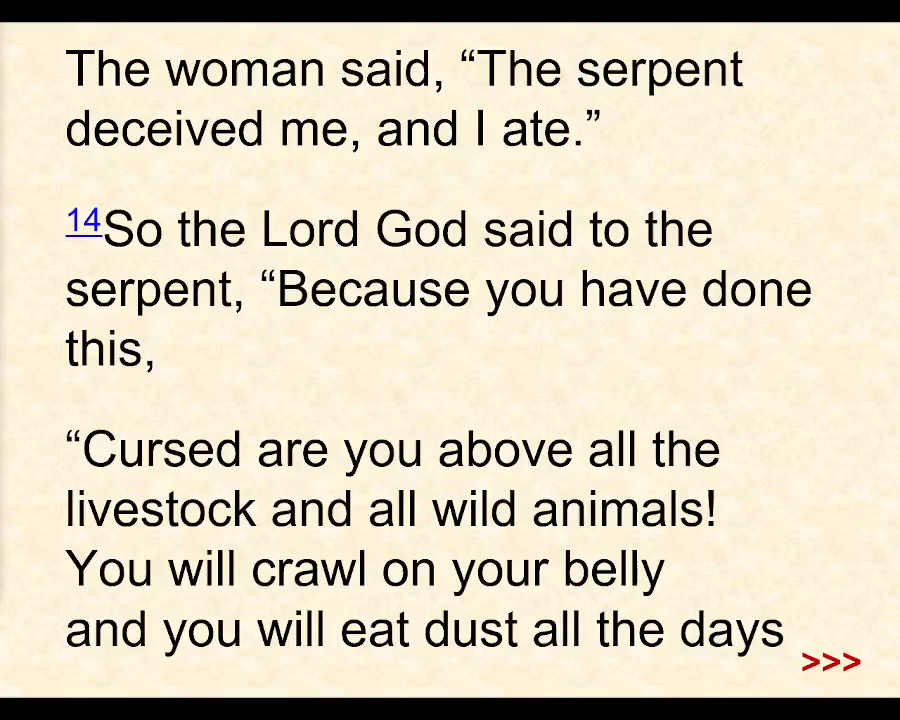 The woman said, “The serpent
deceived me, and I ate.”
14So the Lord God said to the
serpent, “Because you have done
this,
“Cursed are you above all the
livestock and all wild animals!
You will crawl on your belly
and you will eat dust all the days
>>>